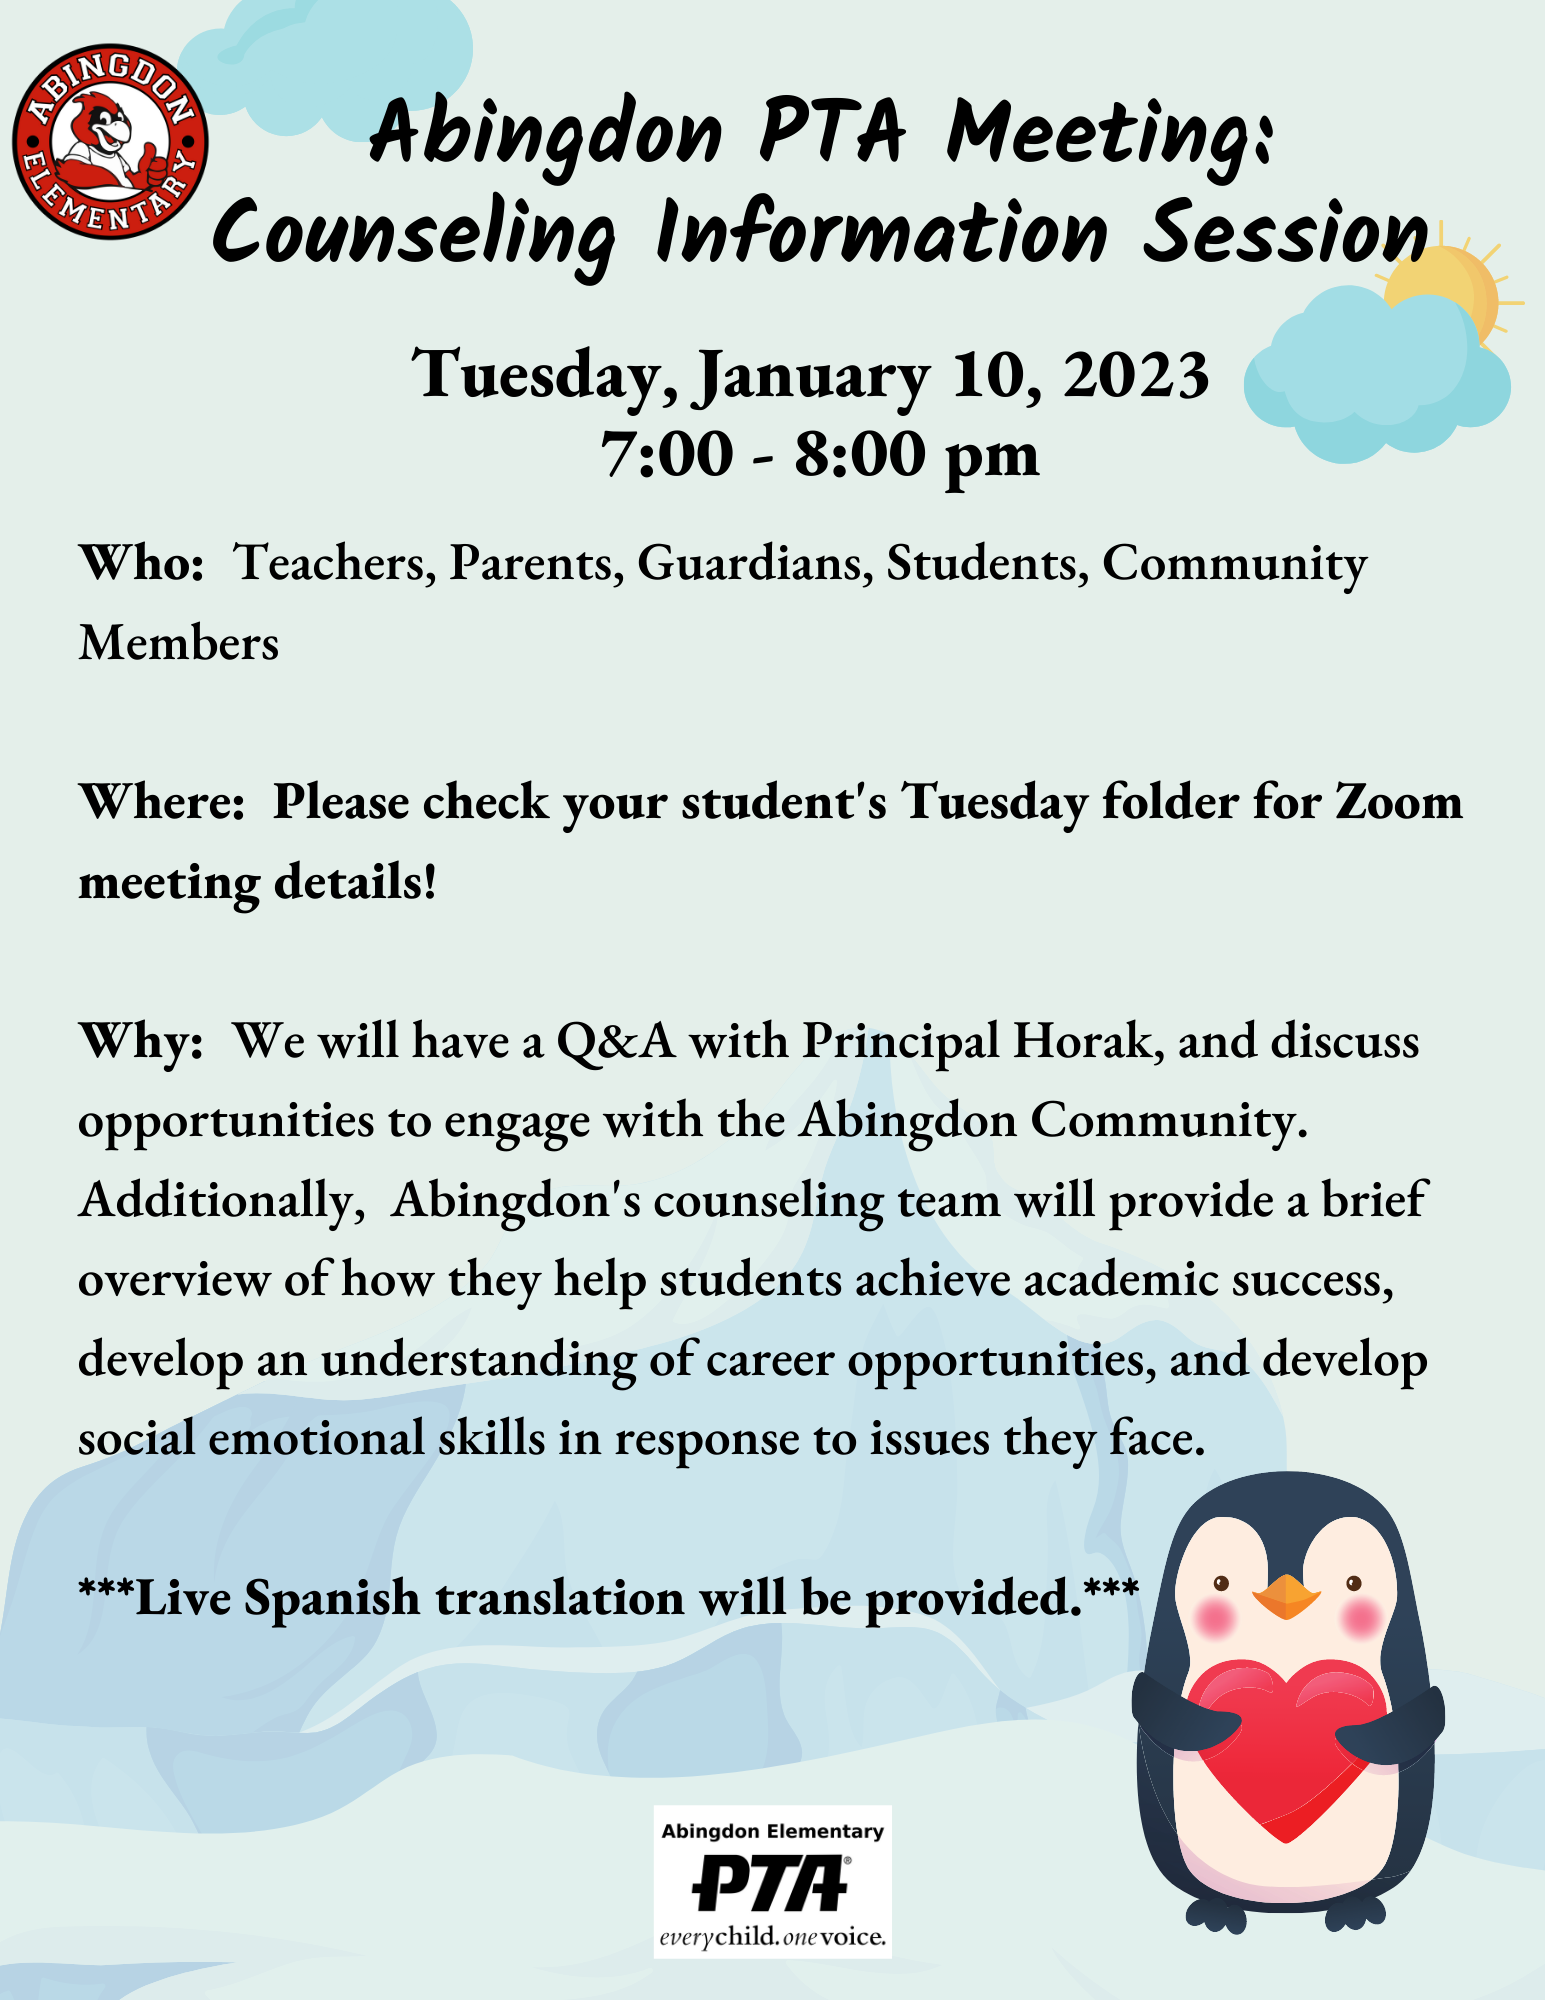 ABINGDON
ELEMENTARY
Abingdon PTA Meeting:
Counseling Information Session
Tuesday, January 10, 2023
7:00 - 8:00 pm
Who:  Teachers, Parents, Guardians, Students, Community
Members
Where:  Please check your student's Tuesday folder for Zoom
meeting details!
Why:  We will have a Q&A with Principal Horak, and discuss
opportunities to engage with the Abingdon Community.
Additionally,  Abingdon's counseling team will provide a brief
overview of how they help students achieve academic success,
develop an understanding of career opportunities, and develop
social emotional skills in response to issues they face.
***Live Spanish translation will be provided.***
Abingdon Elementary
PTA®
everychild.onevoice.